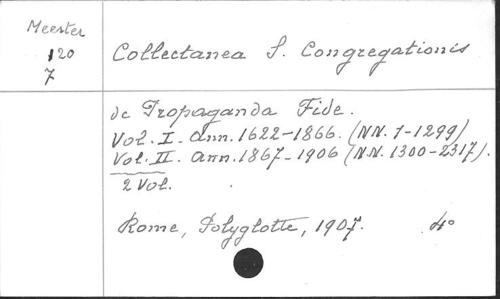 Meester
120
7
Collectanea S. Congregationis
de Propaganda Fide.
Vol. I. Ann. 1622-1866. (NN. 1-1299)
Vol. II. Ann. 1867-1906 (N.N. 1300-2317).
2 Vol.
Rome, Polyglotte, 1907. 4°